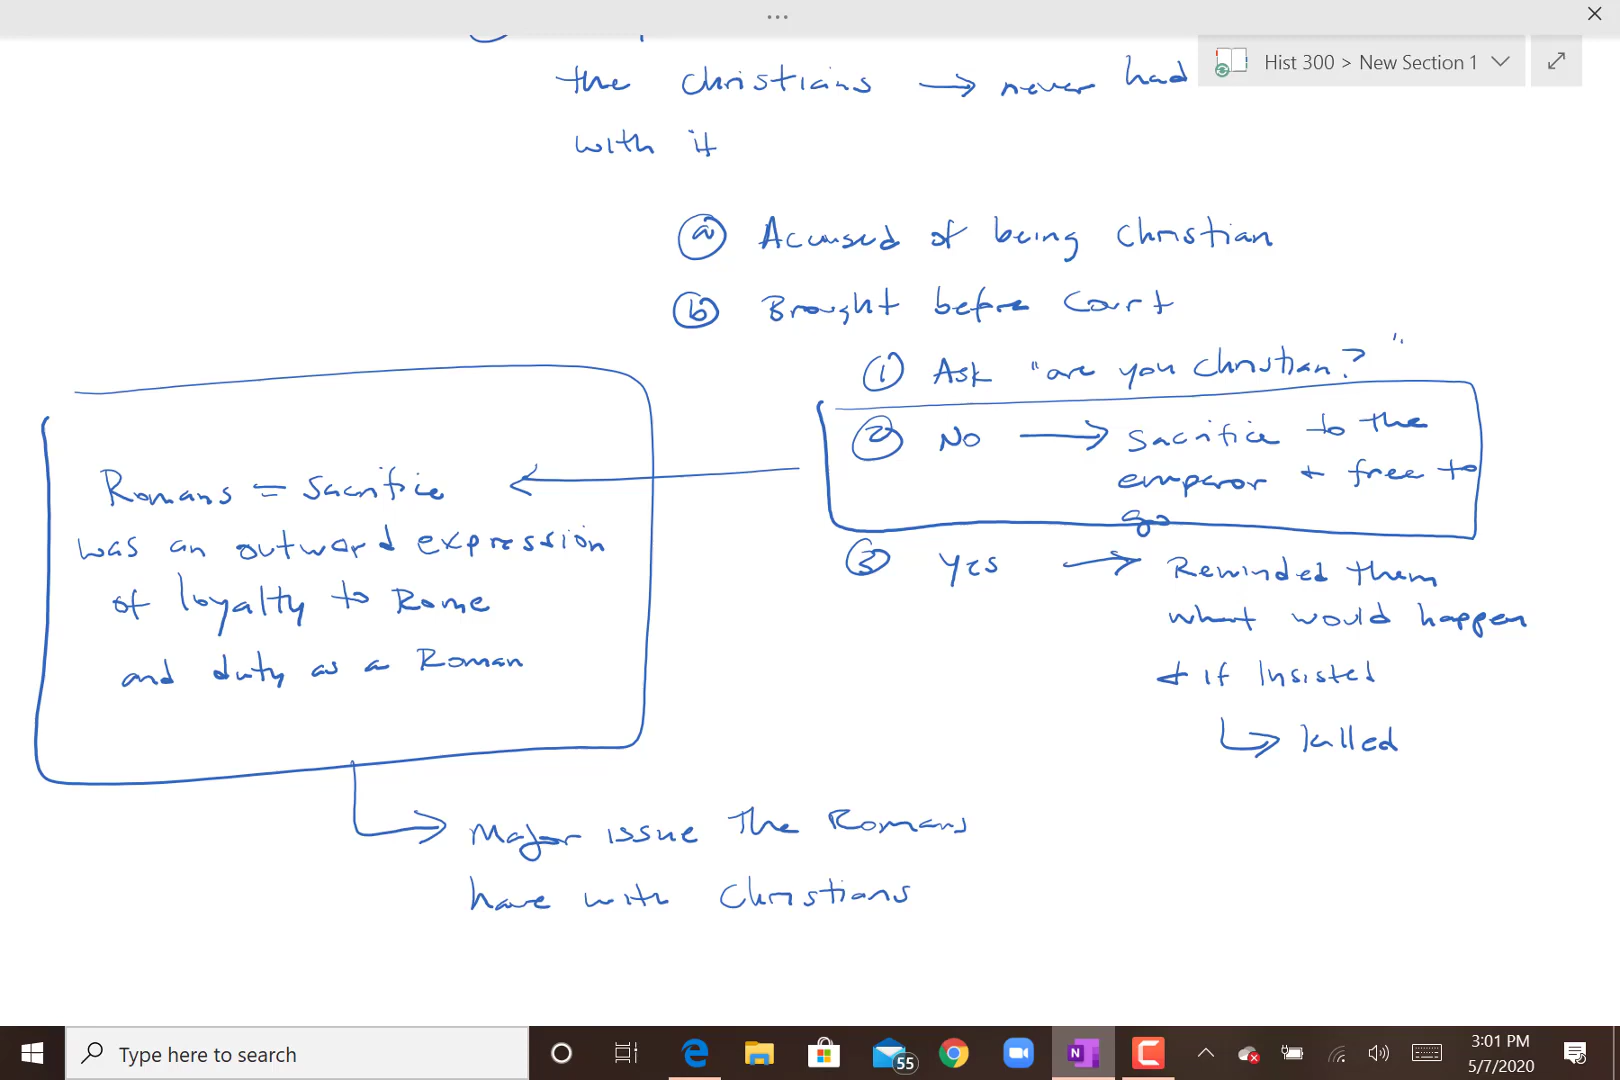 Hist 300 > New Section 1
the Christians → never had
with it
(a) Accused of being Christian
(b) Brought before Court
(1) Ask "are you Christian?"
(2) No → Sacrifice to the
emperor + free to
go
(3) Yes → Reminded them
what would happen
+ if Insisted
↳ killed
Romans = Sacrifice ←
was an outward expression
of loyalty to Rome
and duty as a Roman
→ Major issue The Romans
have with Christians
Type here to search
55
N
3:01 PM
5/7/2020